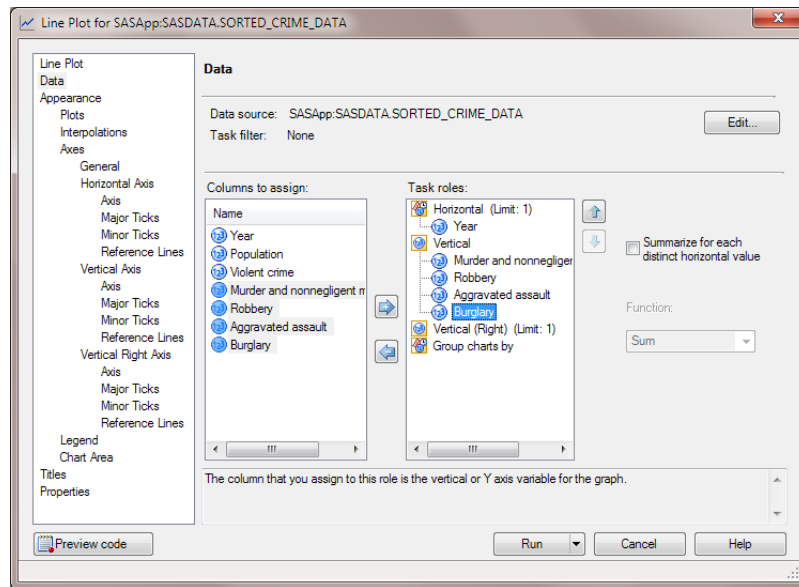 Line Plot for SASApp:SASDATA.SORTED_CRIME_DATA
Line Plot
Data
Appearance
Plots
Interpolations
Axes
General
Horizontal Axis
Axis
Major Ticks
Minor Ticks
Reference Lines
Vertical Axis
Axis
Major Ticks
Minor Ticks
Reference Lines
Vertical Right Axis
Axis
Major Ticks
Minor Ticks
Reference Lines
Legend
Chart Area
Titles
Properties
Data
Data source: SASApp:SASDATA.SORTED_CRIME_DATA
Task filter: None
Edit...
Columns to assign:
Name
Year
Population
Violent crime
Murder and nonnegligent m
Robbery
Aggravated assault
Burglary
Task roles:
Horizontal (Limit: 1)
Year
Vertical
Murder and nonnegliger
Robbery
Aggravated assault
Burglary
Vertical (Right) (Limit: 1)
Group charts by
Summarize for each
distinct horizontal value
Function:
Sum
The column that you assign to this role is the vertical or Y axis variable for the graph.
Preview code
Run
Cancel
Help